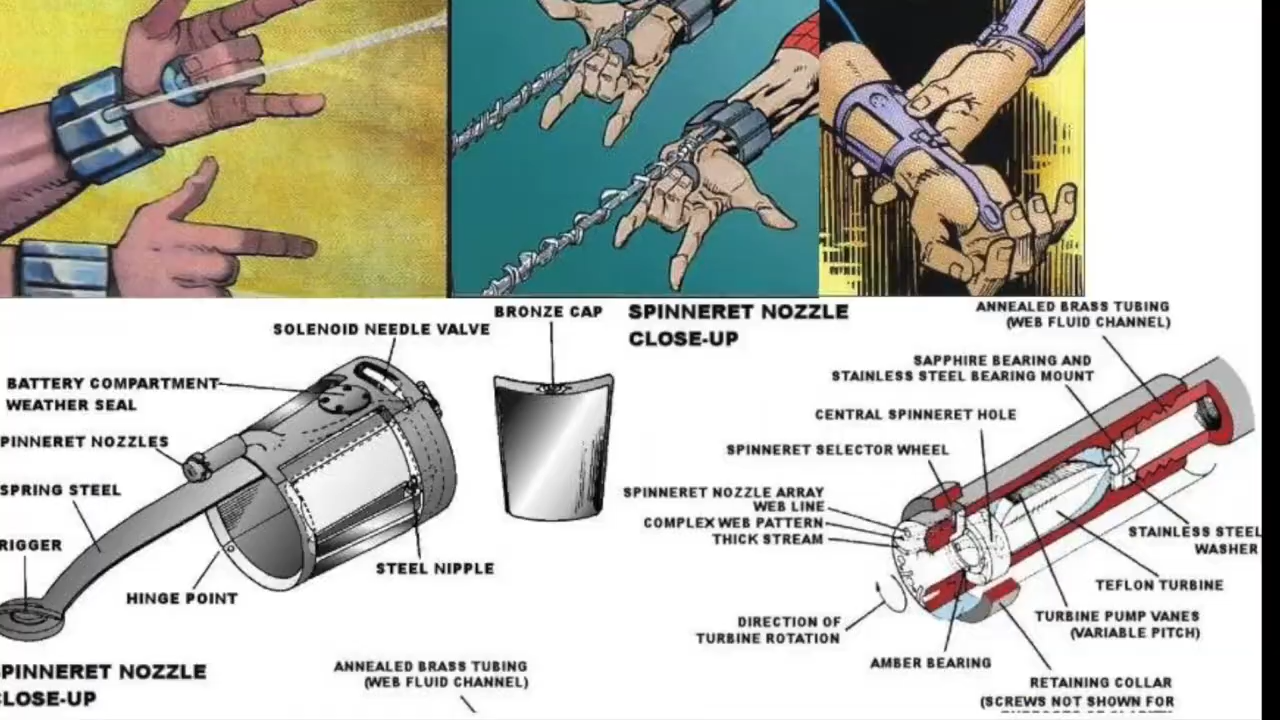 BRONZE CAP
SOLENOID NEEDLE VALVE
BATTERY COMPARTMENT
WEATHER SEAL
PINNERET NOZZLES
SPRING STEEL
RIGGER
HINGE POINT
STEEL NIPPLE
SPINNERET NOZZLE
CLOSE-UP
ANNEALED BRASS TUBING
(WEB FLUID CHANNEL)
SAPPHIRE BEARING AND
STAINLESS STEEL BEARING MOUNT
CENTRAL SPINNERET HOLE
SPINNERET SELECTOR WHEEL
SPINNERET NOZZLE ARRAY
WEB LINE
COMPLEX WEB PATTERN
THICK STREAM
STAINLESS STEEL
WASHER
TEFLON TURBINE
TURBINE PUMP VANES
(VARIABLE PITCH)
DIRECTION OF
TURBINE ROTATION
AMBER BEARING
RETAINING COLLAR
(SCREWS NOT SHOWN FOR
PINNERET NOZZLE
CLOSE-UP
ANNEALED BRASS TUBING
(WEB FLUID CHANNEL)